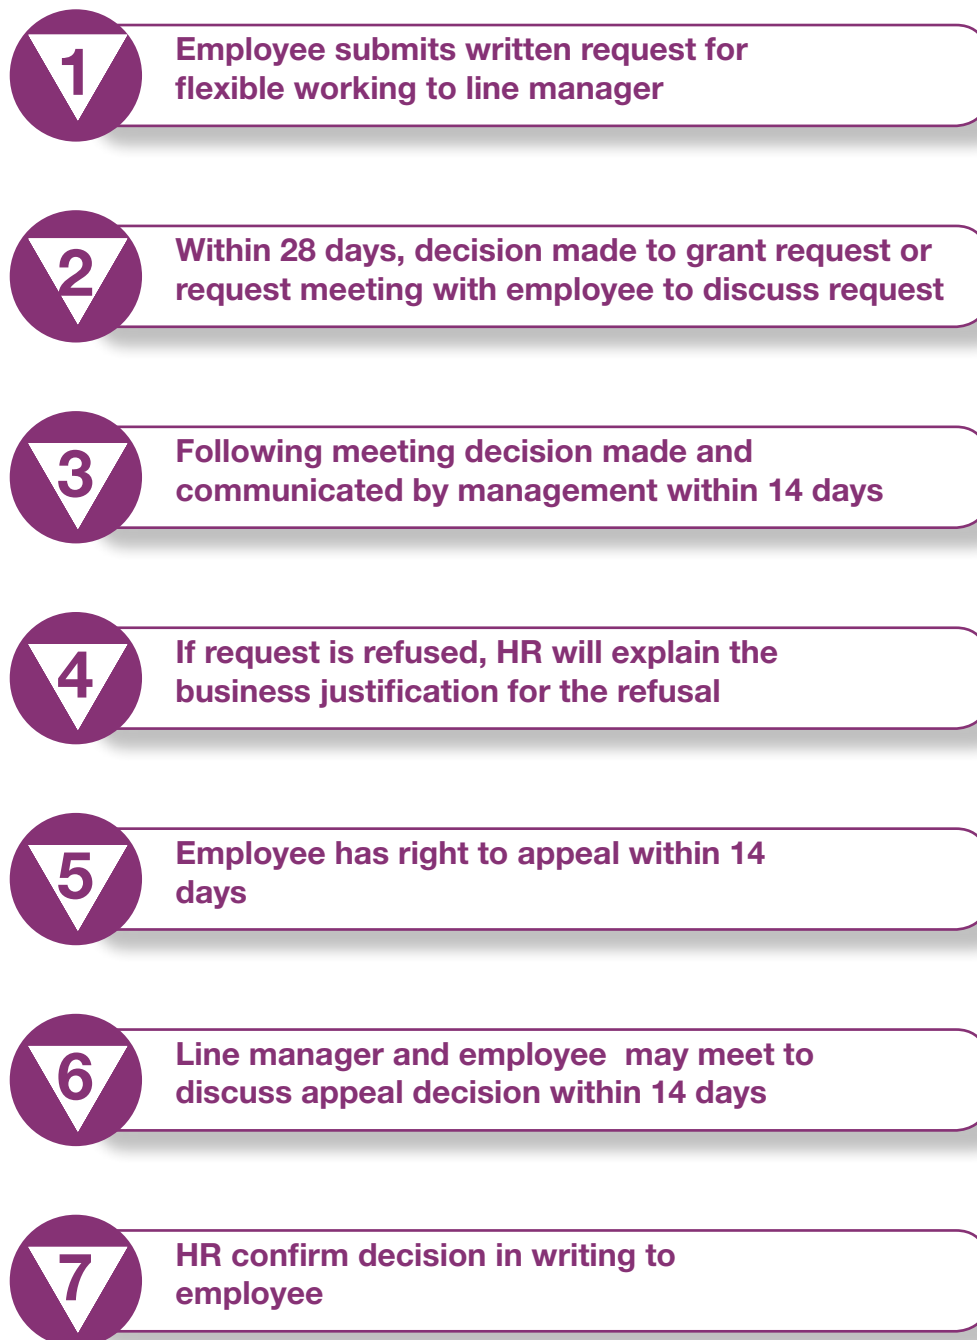 1
Employee submits written request for
flexible working to line manager
2
Within 28 days, decision made to grant request or
request meeting with employee to discuss request
3
Following meeting decision made and
communicated by management within 14 days
4
If request is refused, HR will explain the
business justification for the refusal
5
Employee has right to appeal within 14
days
6
Line manager and employee  may meet to
discuss appeal decision within 14 days
7
HR confirm decision in writing to
employee